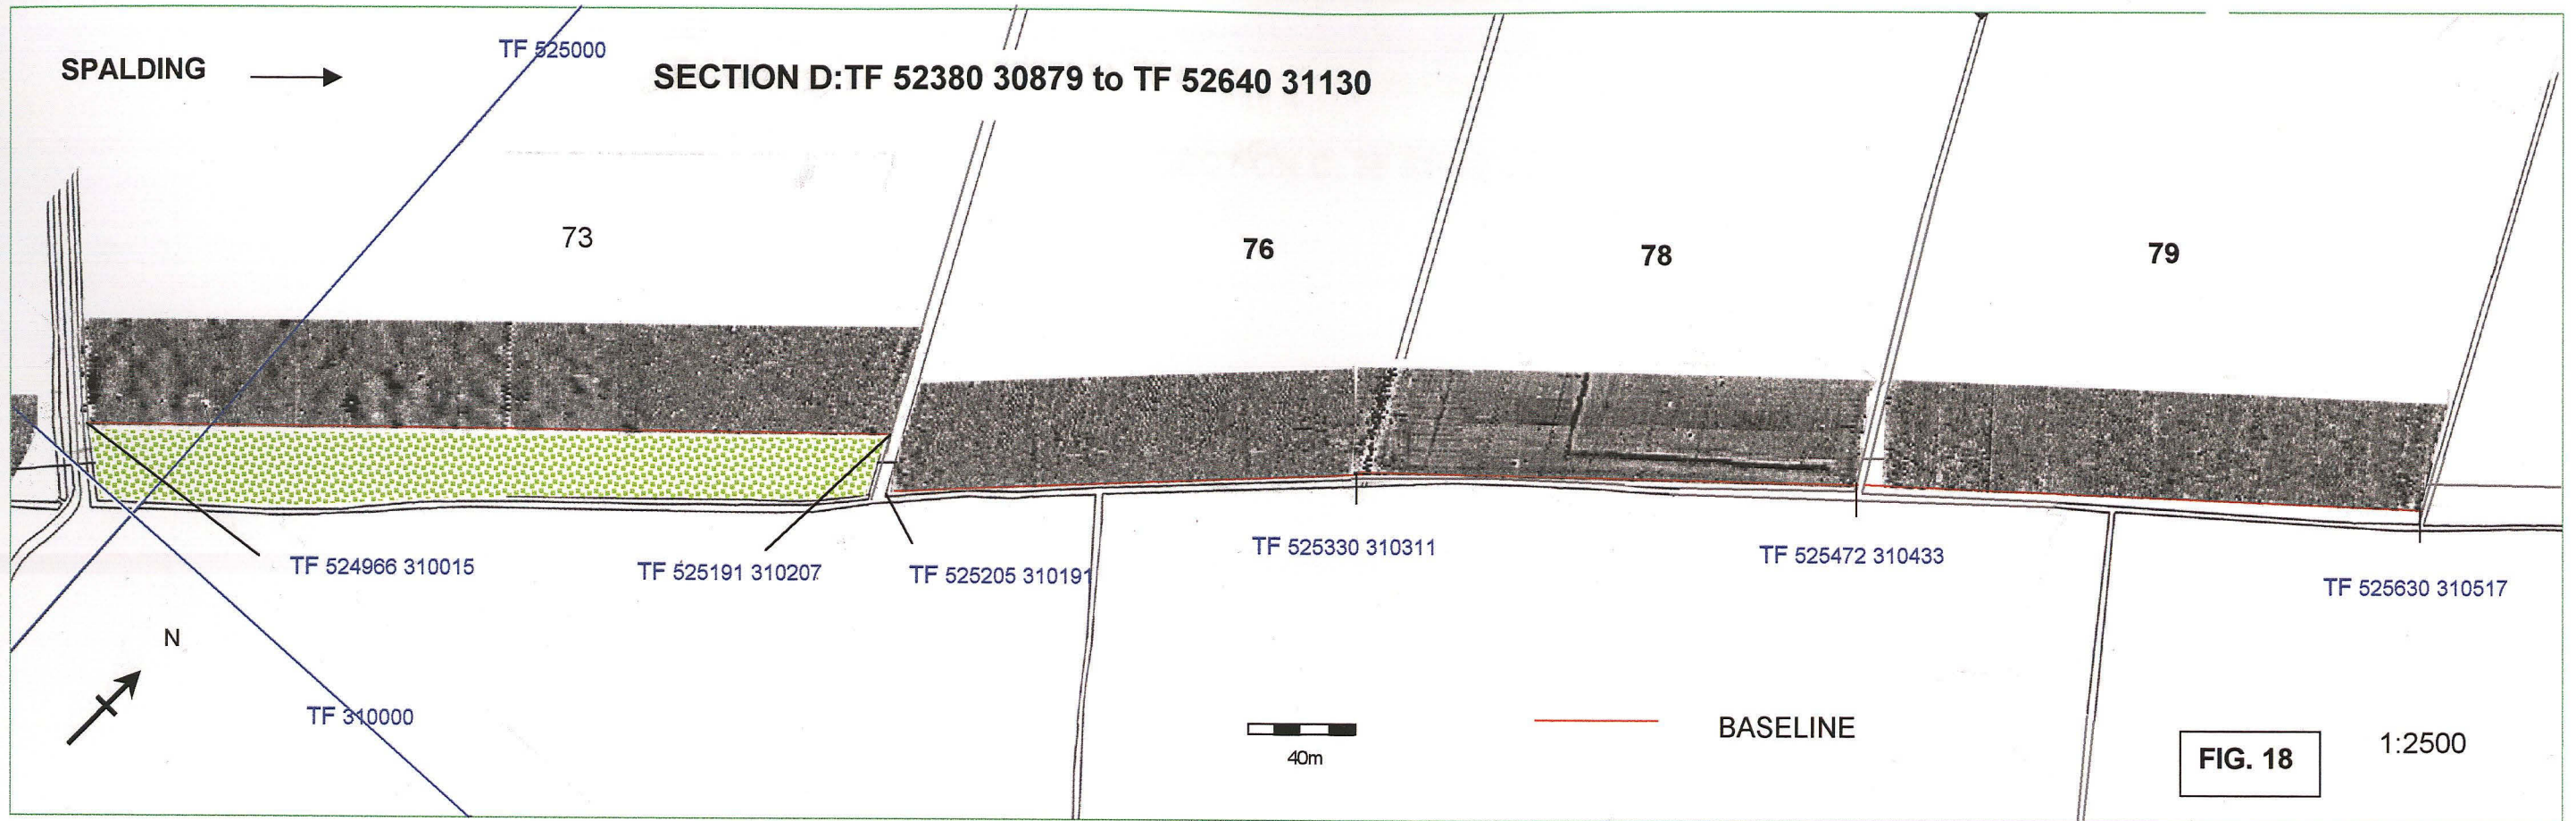 TF 525000
SPALDING
SECTION D:TF 52380 30879 to TF 52640 31130
73
76
78
79
TF 525330 310311
TF 525472 310433
TF 524966 310015
TF 525191 310207
TF 525205 310191
TF 525630 310517
N
TF 310000
40m
BASELINE
FIG. 18
1:2500